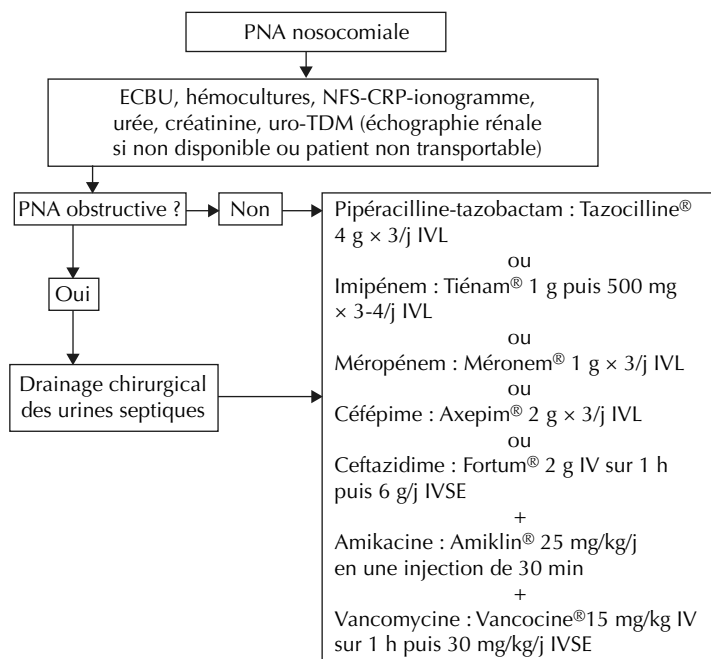 PNA nosocomiale
ECBU, hémocultures, NFS-CRP-ionogramme,
urée, créatinine, uro-TDM (échographie rénale
si non disponible ou patient non transportable)
PNA obstructive ?
Non
Oui
Drainage chirurgical
des urines septiques
Pipéracilline-tazobactam : Tazocilline®
4 g × 3/j IVL
ou
Imipénem : Tiénam® 1 g puis 500 mg
× 3-4/j IVL
ou
Méropénem : Méronem® 1 g × 3/j IVL
ou
Céfépime : Axepim® 2 g × 3/j IVL
ou
Ceftazidime : Fortum® 2 g IV sur 1 h
puis 6 g/j IVSE
+
Amikacine : Amiklin® 25 mg/kg/j
en une injection de 30 min
+
Vancomycine : Vancocine®15 mg/kg IV
sur 1 h puis 30 mg/kg/j IVSE